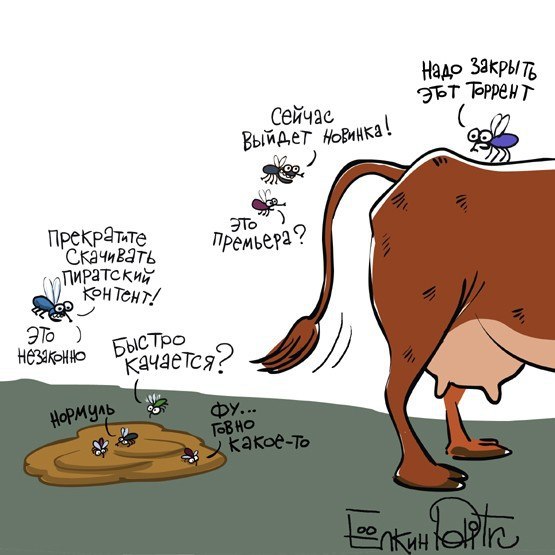 Надо закрыть
этот торрент
Сейчас
выйдет новинка!
это
премьера?
прекратите
скачивать
пиратский
контент!
это
незаконно
Быстро
качается?
нормуль
фу...
говно
какое-то
Ёлкин